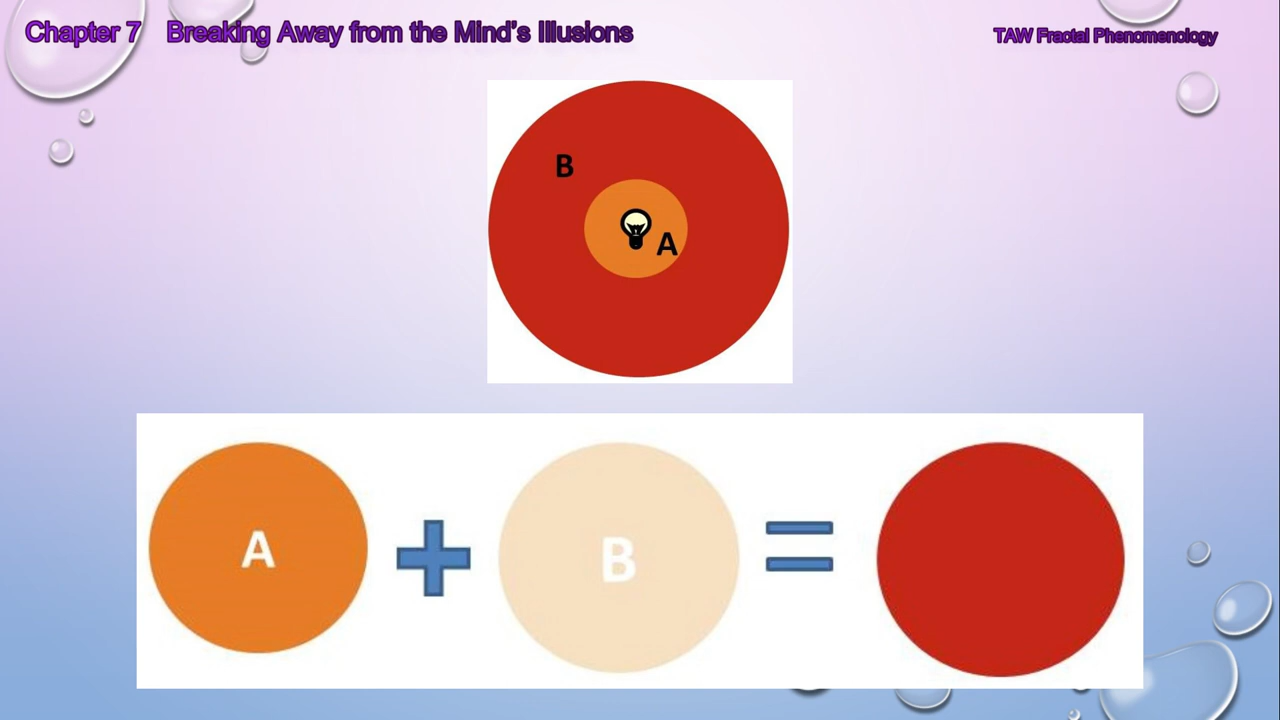 Chapter 7 Breaking Away from the Mind’s Illusions
TAW Fractal Phenomenology
B
A
A + B =